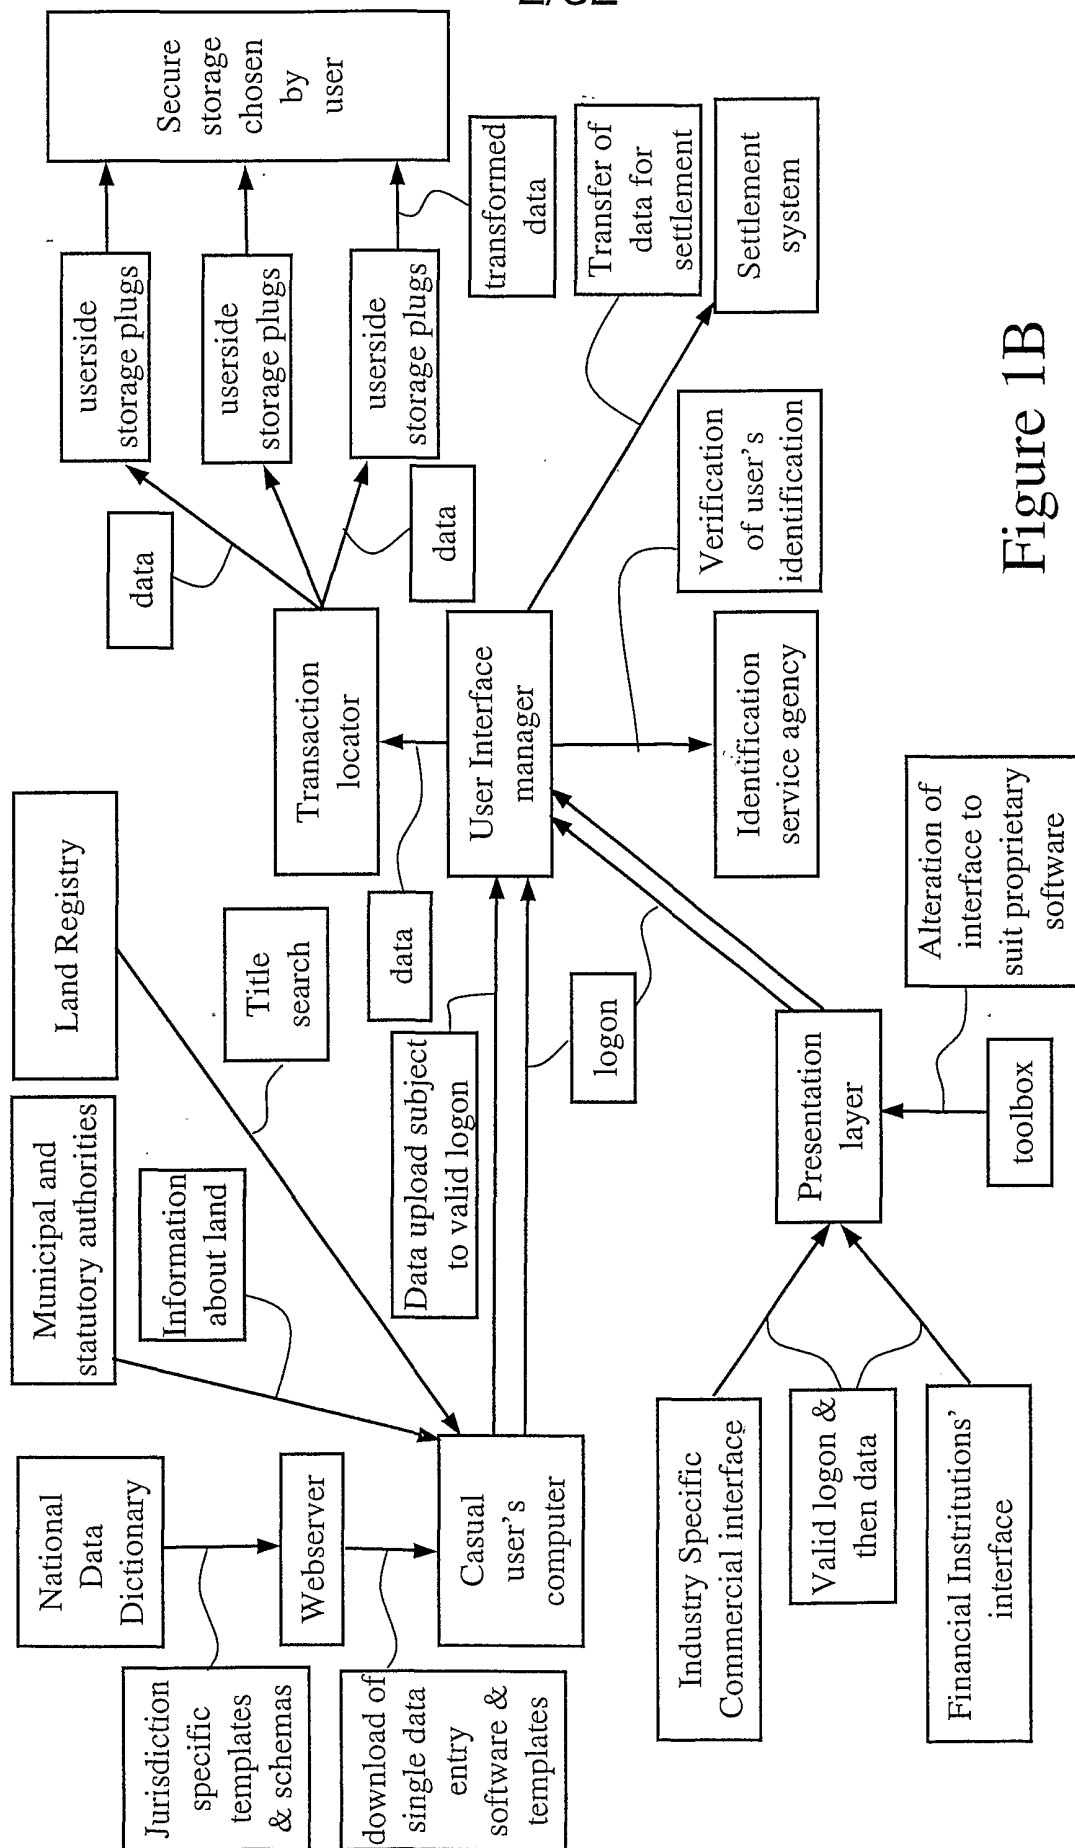 National
Data
Dictionary
Jurisdiction
specific
templates
& schemas
Webserver
download of
single data
entry
software &
templates
Casual
user's
computer
Municipal and
statutory authorities
Information
about land
Land Registry
Title
search
Data upload subject
to valid logon
logon
data
Transaction
locator
User Interface
manager
data
data
userside
storage plugs
userside
storage plugs
userside
storage plugs
Secure
storage
chosen
by
user
transformed
data
Transfer of
data for
settlement
Settlement
system
Verification
of user's
identification
Identification
service agency
Industry Specific
Commercial interface
Valid logon &
then data
Financial Instritutions'
interface
Presentation
layer
toolbox
Alteration of
interface to
suit proprietary
software
Figure 1B